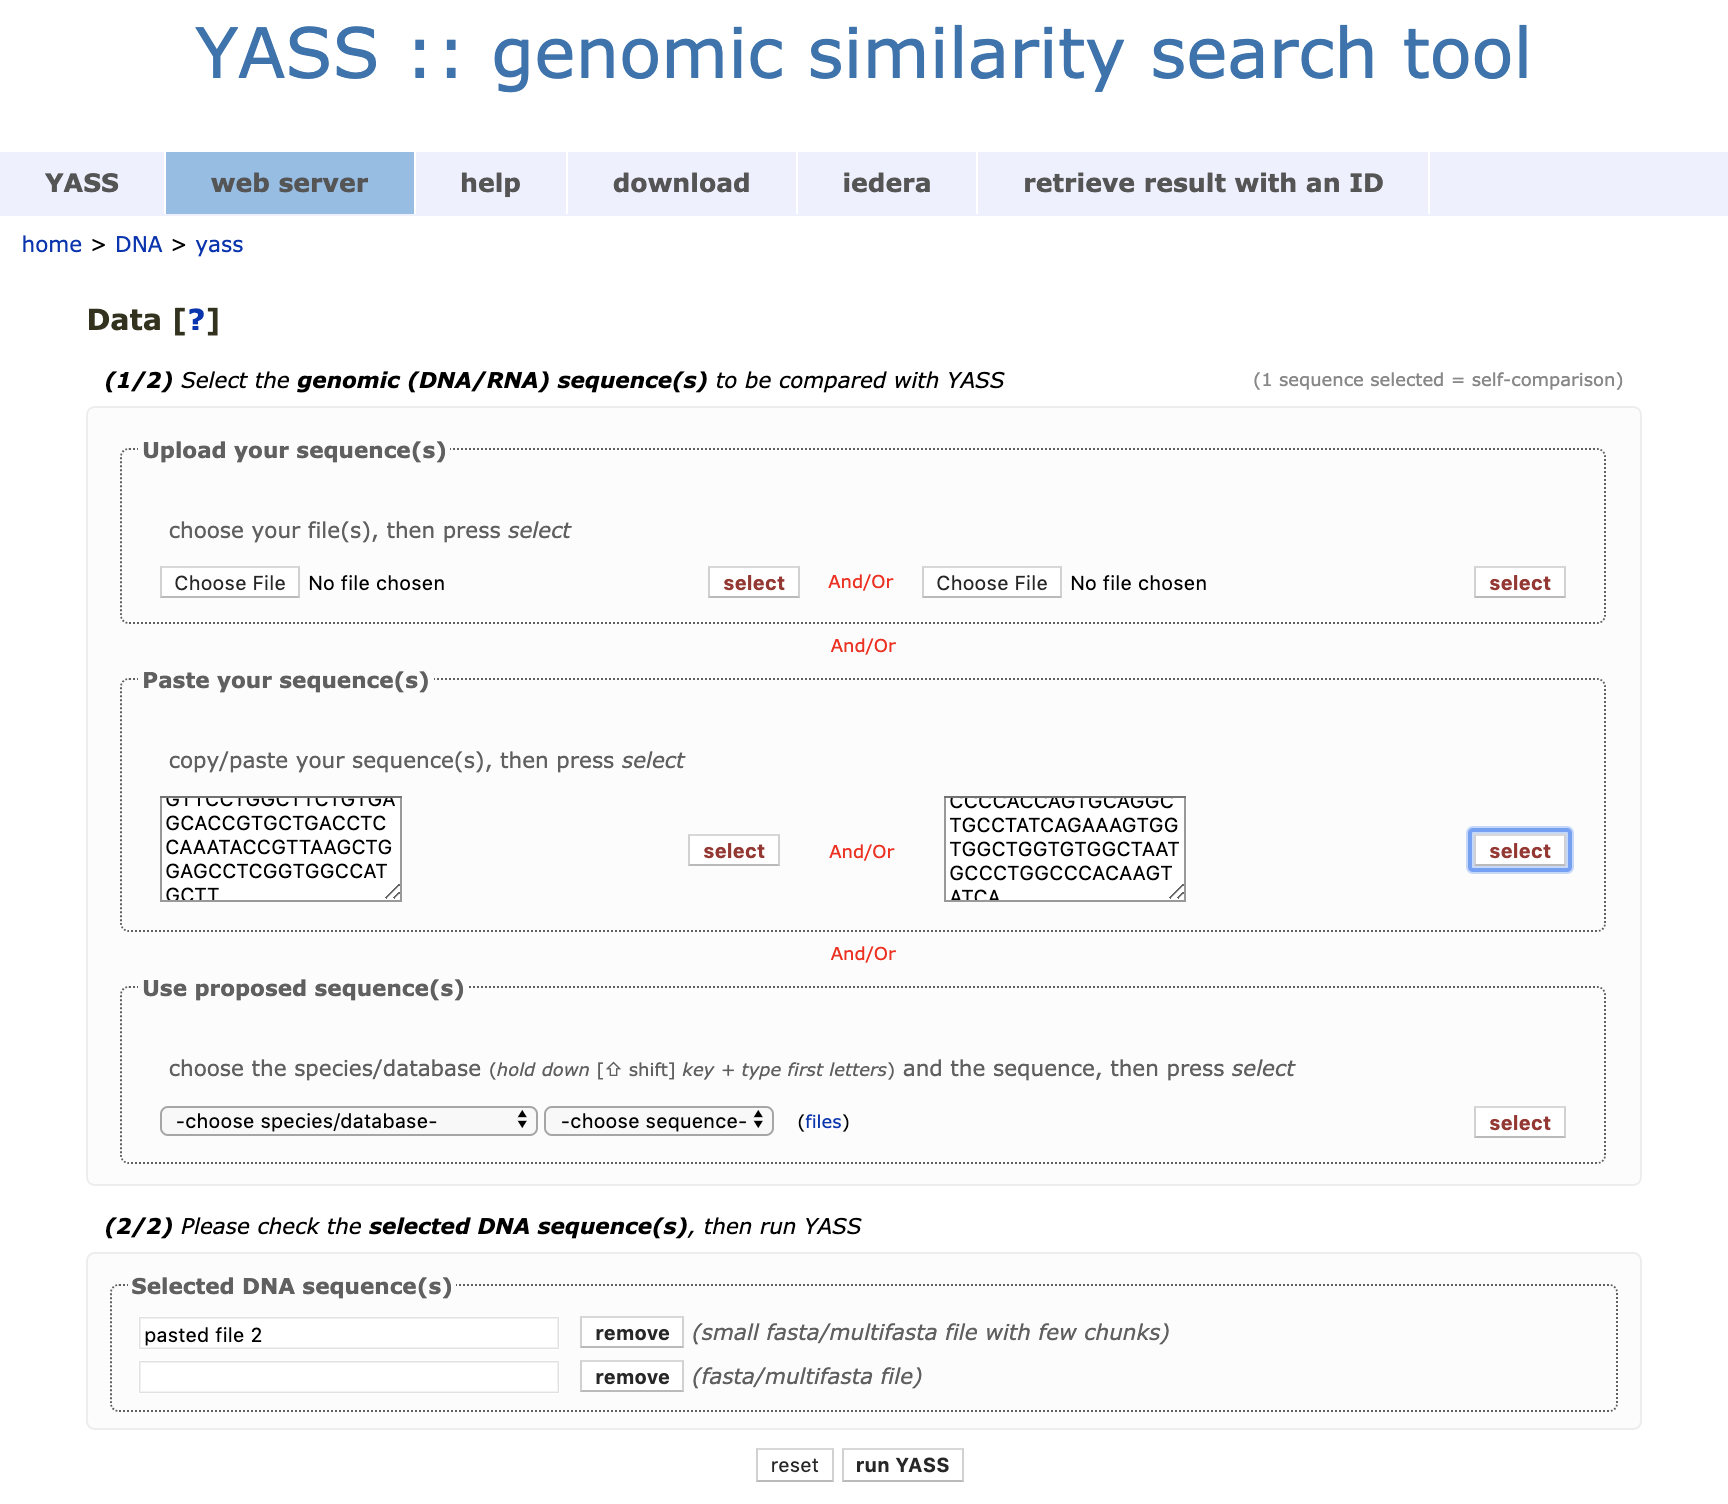 YASS :: genomic similarity search tool
YASS web server help download iedera retrieve result with an ID
home > DNA > yass
Data [?]
(1/2) Select the genomic (DNA/RNA) sequence(s) to be compared with YASS (1 sequence selected = self-comparison)
Upload your sequence(s)
choose your file(s), then press select
Choose File No file chosen select And/Or Choose File No file chosen select
And/Or
Paste your sequence(s)
copy/paste your sequence(s), then press select
GTTCCTGGCTTCTGTGA
GCACCGTGCTGACCTC
CAAATACCGTTAAGCTG
GAGCCTCGGTGGCCAT
GCTT
select And/Or
CCCCACCAGTGCAGGC
TGCCTATCAGAAAGTGG
TGGCTGGTGTGGCTAAT
GCCCTGGCCCACAAGT
ATCA
select
And/Or
Use proposed sequence(s)
choose the species/database (hold down [⇧ shift] key + type first letters) and the sequence, then press select
-choose species/database- -choose sequence- (files) select
(2/2) Please check the selected DNA sequence(s), then run YASS
Selected DNA sequence(s)
pasted file 2 remove (small fasta/multifasta file with few chunks)
remove (fasta/multifasta file)
reset run YASS